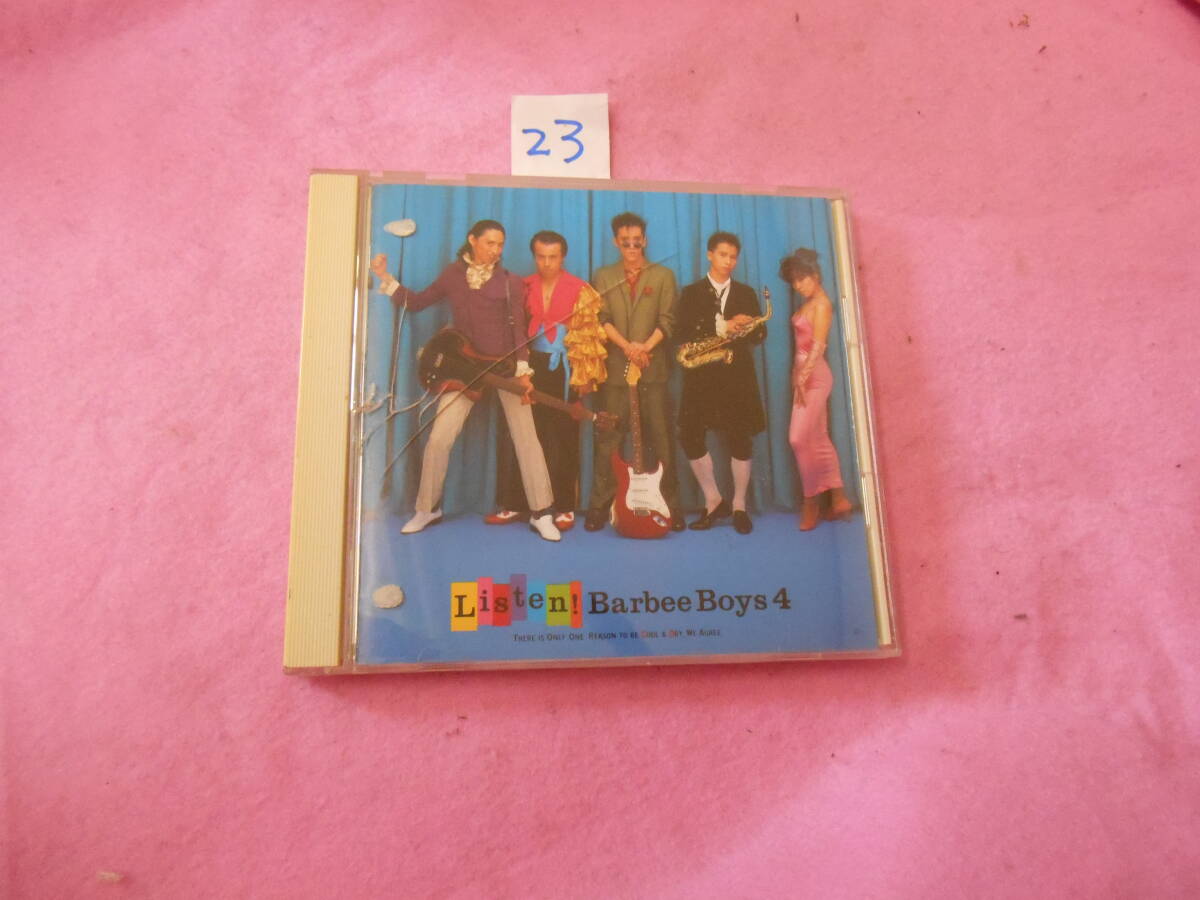 23
Listen! Barbee Boys 4
THERE IS ONLY ONE REASON TO BE COOL & DRY, WE AGREE.